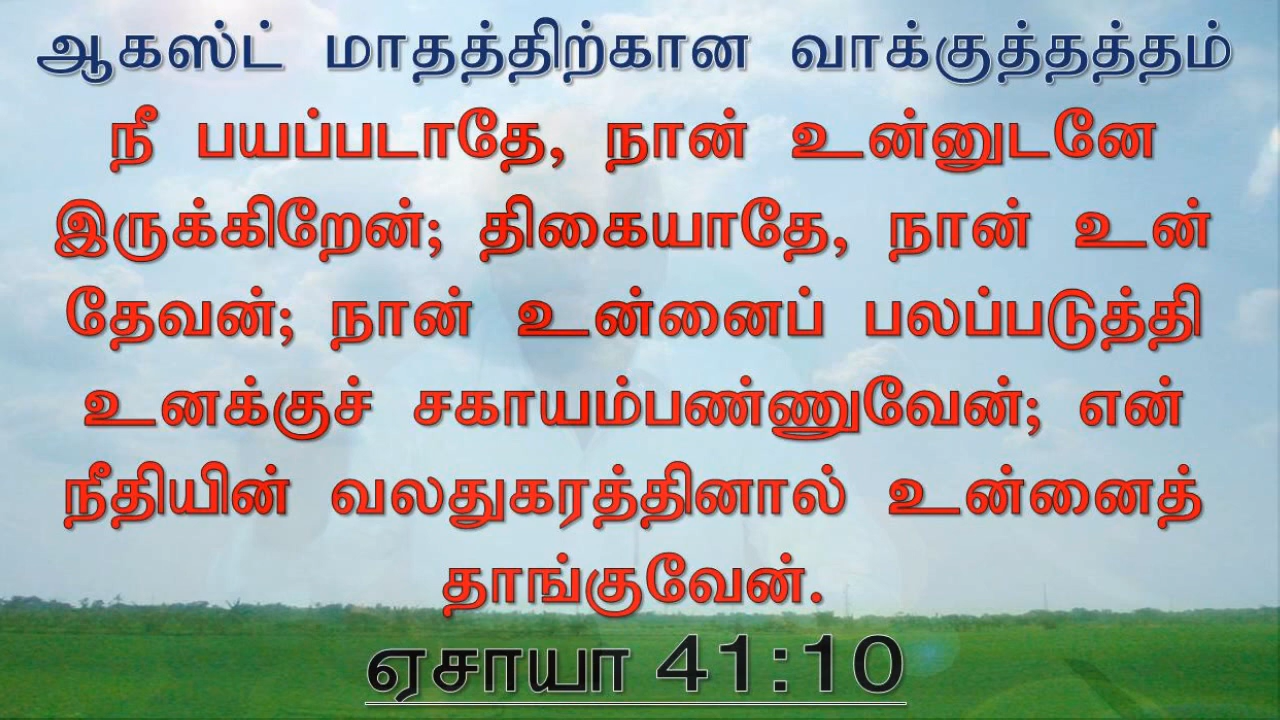 ஆகஸ்ட் மாதத்திற்கான வாக்குத்தத்தம்
நீ பயப்படாதே, நான் உன்னுடனே
இருக்கிறேன்; திகையாதே, நான் உன்
தேவன்; நான் உன்னைப் பலப்படுத்தி
உனக்குச் சகாயம்பண்ணுவேன்; என்
நீதியின் வலதுகரத்தினால் உன்னைத்
தாங்குவேன்.
ஏசாயா 41:10